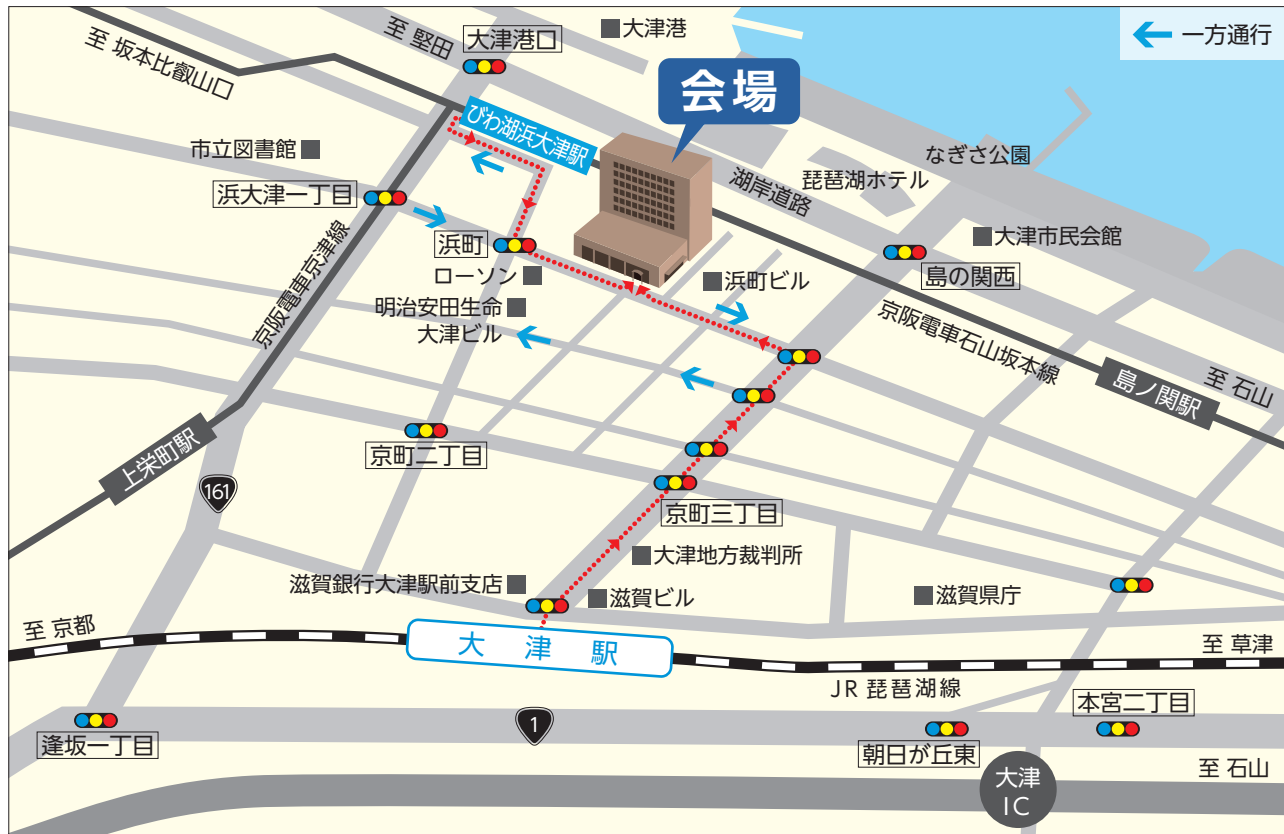 至 堅田
大津港口
大津港
一方通行
至 坂本比叡山口
会場
びわ湖浜大津駅
市立図書館
なぎさ公園
琵琶湖ホテル
湖岸道路
浜大津一丁目
浜町
大津市民会館
島の関西
ローソン
浜町ビル
京阪電車京津線
明治安田生命
大津ビル
京阪電車石山坂本線
至 石山
島ノ関駅
上栄町駅
京町二丁目
161
京町三丁目
大津地方裁判所
滋賀銀行大津駅前支店
滋賀ビル
滋賀県庁
至 京都
大津駅
至 草津
JR 琵琶湖線
本宮二丁目
1
逢坂一丁目
朝日が丘東
至 石山
大津
IC